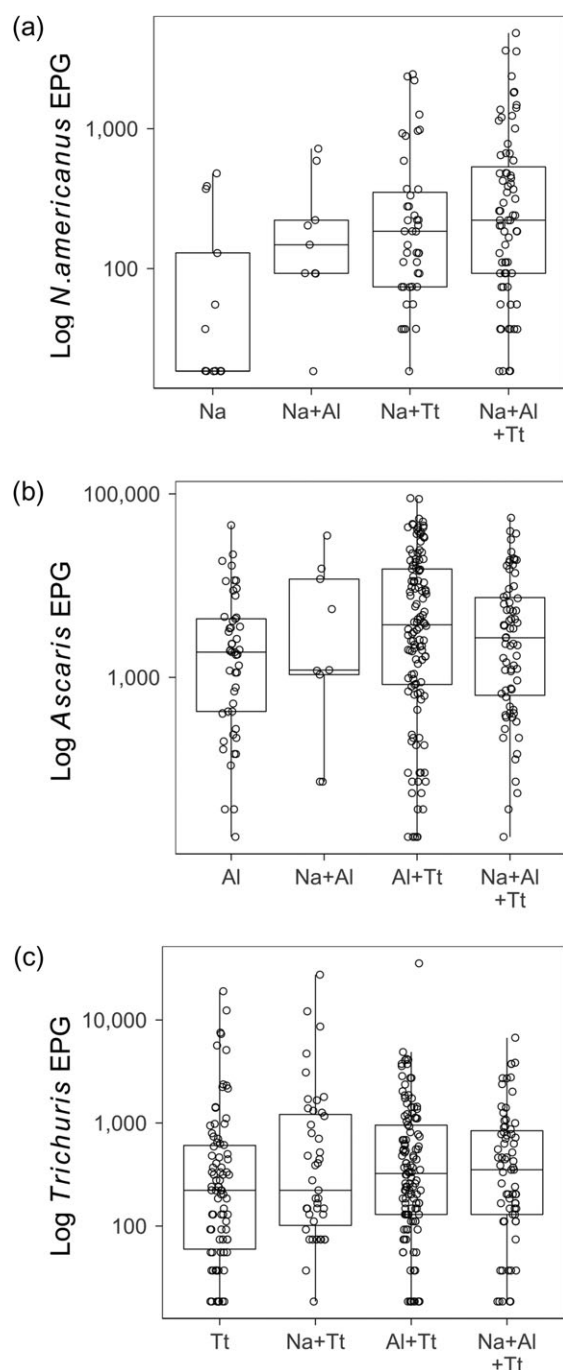 (a)
Log N.americanus EPG
1,000
100
Na
Na+Al
Na+Tt
Na+Al
+Tt
(b)
Log Ascaris EPG
100,000
1,000
Al
Na+Al
Al+Tt
Na+Al
+Tt
(c)
Log Trichuris EPG
10,000
1,000
100
Tt
Na+Tt
Al+Tt
Na+Al
+Tt